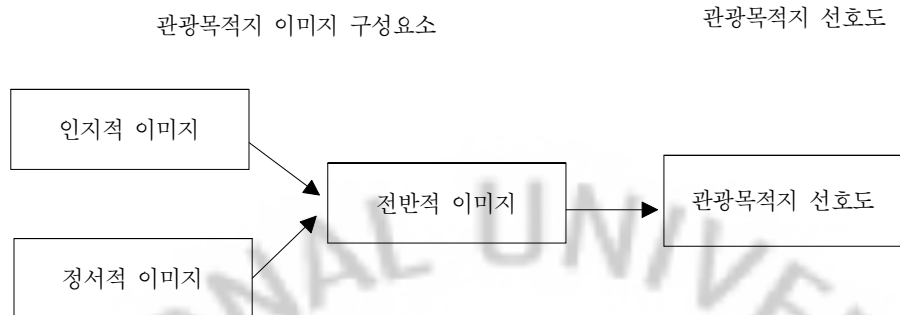 관광목적지 이미지 구성요소
관광목적지 선호도
인지적 이미지
전반적 이미지
관광목적지 선호도
정서적 이미지